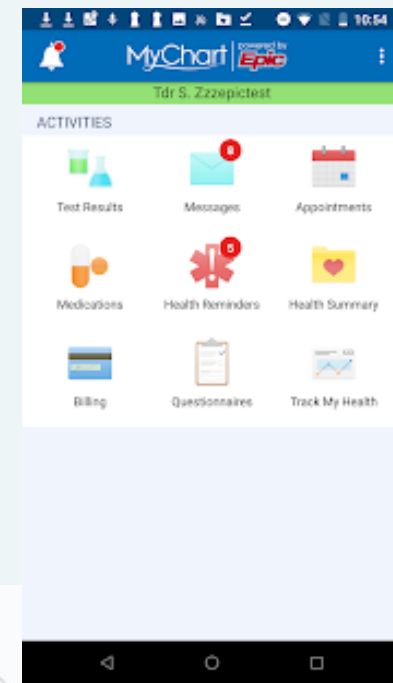 10:54
MyChart powered by Epic
Tdr S. Zzzepictest
ACTIVITIES
8
Test Results Messages Appointments
5
Medications Health Reminders Health Summary
Billing Questionnaires Track My Health